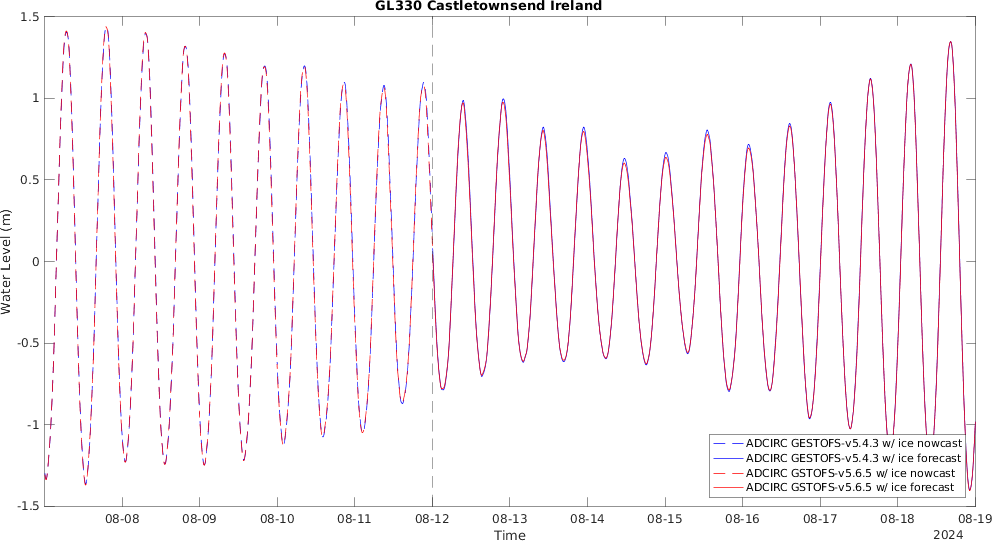 GL330 Castletownsend Ireland
1.5
1
0.5
0
-0.5
-1
-1.5
Water Level (m)
ADCIRC GESTOFS-v5.4.3 w/ ice nowcast
ADCIRC GESTOFS-v5.4.3 w/ ice forecast
ADCIRC GSTOFS-v5.6.5 w/ ice nowcast
ADCIRC GSTOFS-v5.6.5 w/ ice forecast
08-08 08-09 08-10 08-11 08-12 08-13 08-14 08-15 08-16 08-17 08-18 08-19
Time
2024